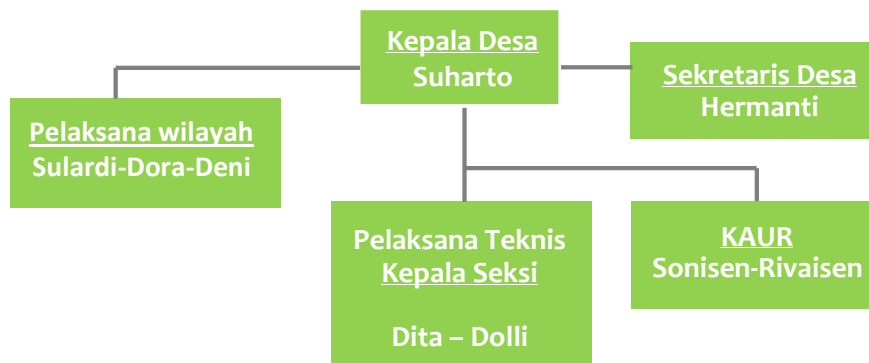 Kepala Desa
Suharto
Sekretaris Desa
Hermanti
Pelaksana wilayah
Sulardi-Dora-Deni
Pelaksana Teknis
Kepala Seksi
Dita – Dolli
KAUR
Sonisen-Rivaisen